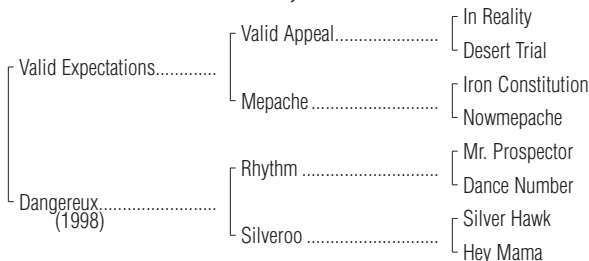 In Reality
Valid Appeal.......................
Desert Trial
Valid Expectations.............
Iron Constitution
Mepache............................
Nowmepache
Mr. Prospector
Rhythm..............................
Dance Number
Dangereux.........................
(1998)
Silver Hawk
Silveroo.............................
Hey Mama